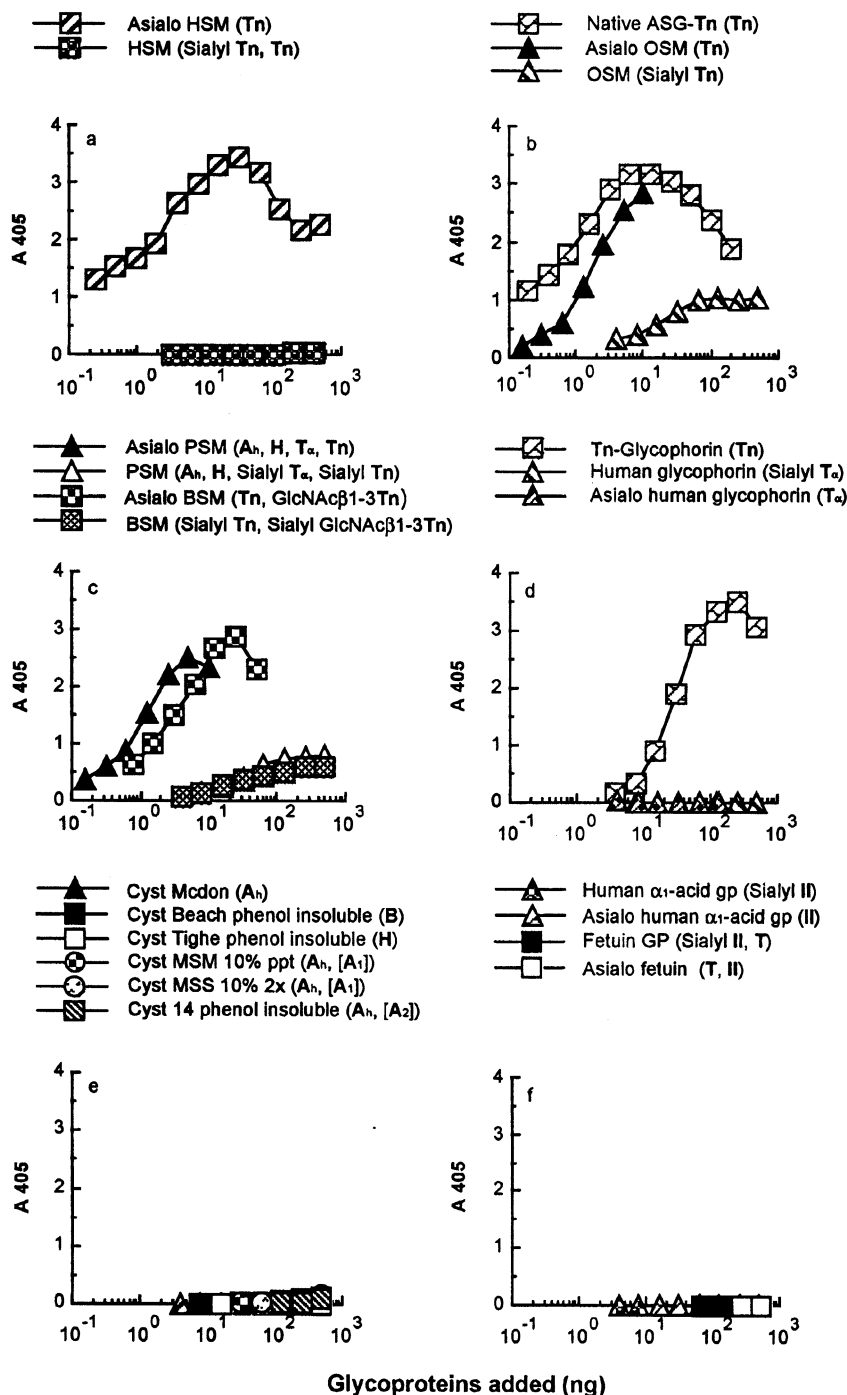 Asialo HSM (Tn)
HSM (Sialyl Tn, Tn)
Native ASG-Tn (Tn)
Asialo OSM (Tn)
OSM (Sialyl Tn)
a
4
3
2
1
0
A 405
10⁻¹ 10⁰ 10¹ 10² 10³
b
4
3
2
1
0
A 405
10⁻¹ 10⁰ 10¹ 10² 10³
Asialo PSM (Aₕ, H, Tα, Tn)
PSM (Aₕ, H, Sialyl Tα, Sialyl Tn)
Asialo BSM (Tn, GlcNAcβ1-3Tn)
BSM (Sialyl Tn, Sialyl GlcNAcβ1-3Tn)
Tn-Glycophorin (Tn)
Human glycophorin (Sialyl Tα)
Asialo human glycophorin (Tα)
c
4
3
2
1
0
A 405
10⁻¹ 10⁰ 10¹ 10² 10³
d
4
3
2
1
0
A 405
10⁻¹ 10⁰ 10¹ 10² 10³
Cyst Mcdon (Aₕ)
Cyst Beach phenol insoluble (B)
Cyst Tighe phenol insoluble (H)
Cyst MSM 10% ppt (Aₕ, [A₁])
Cyst MSS 10% 2x (Aₕ, [A₁])
Cyst 14 phenol insoluble (Aₕ, [A₂])
Human α₁-acid gp (Sialyl II)
Asialo human α₁-acid gp (II)
Fetuin GP (Sialyl II, T)
Asialo fetuin (T, II)
e
4
3
2
1
0
A 405
10⁻¹ 10⁰ 10¹ 10² 10³
f
4
3
2
1
0
A 405
10⁻¹ 10⁰ 10¹ 10² 10³
Glycoproteins added (ng)